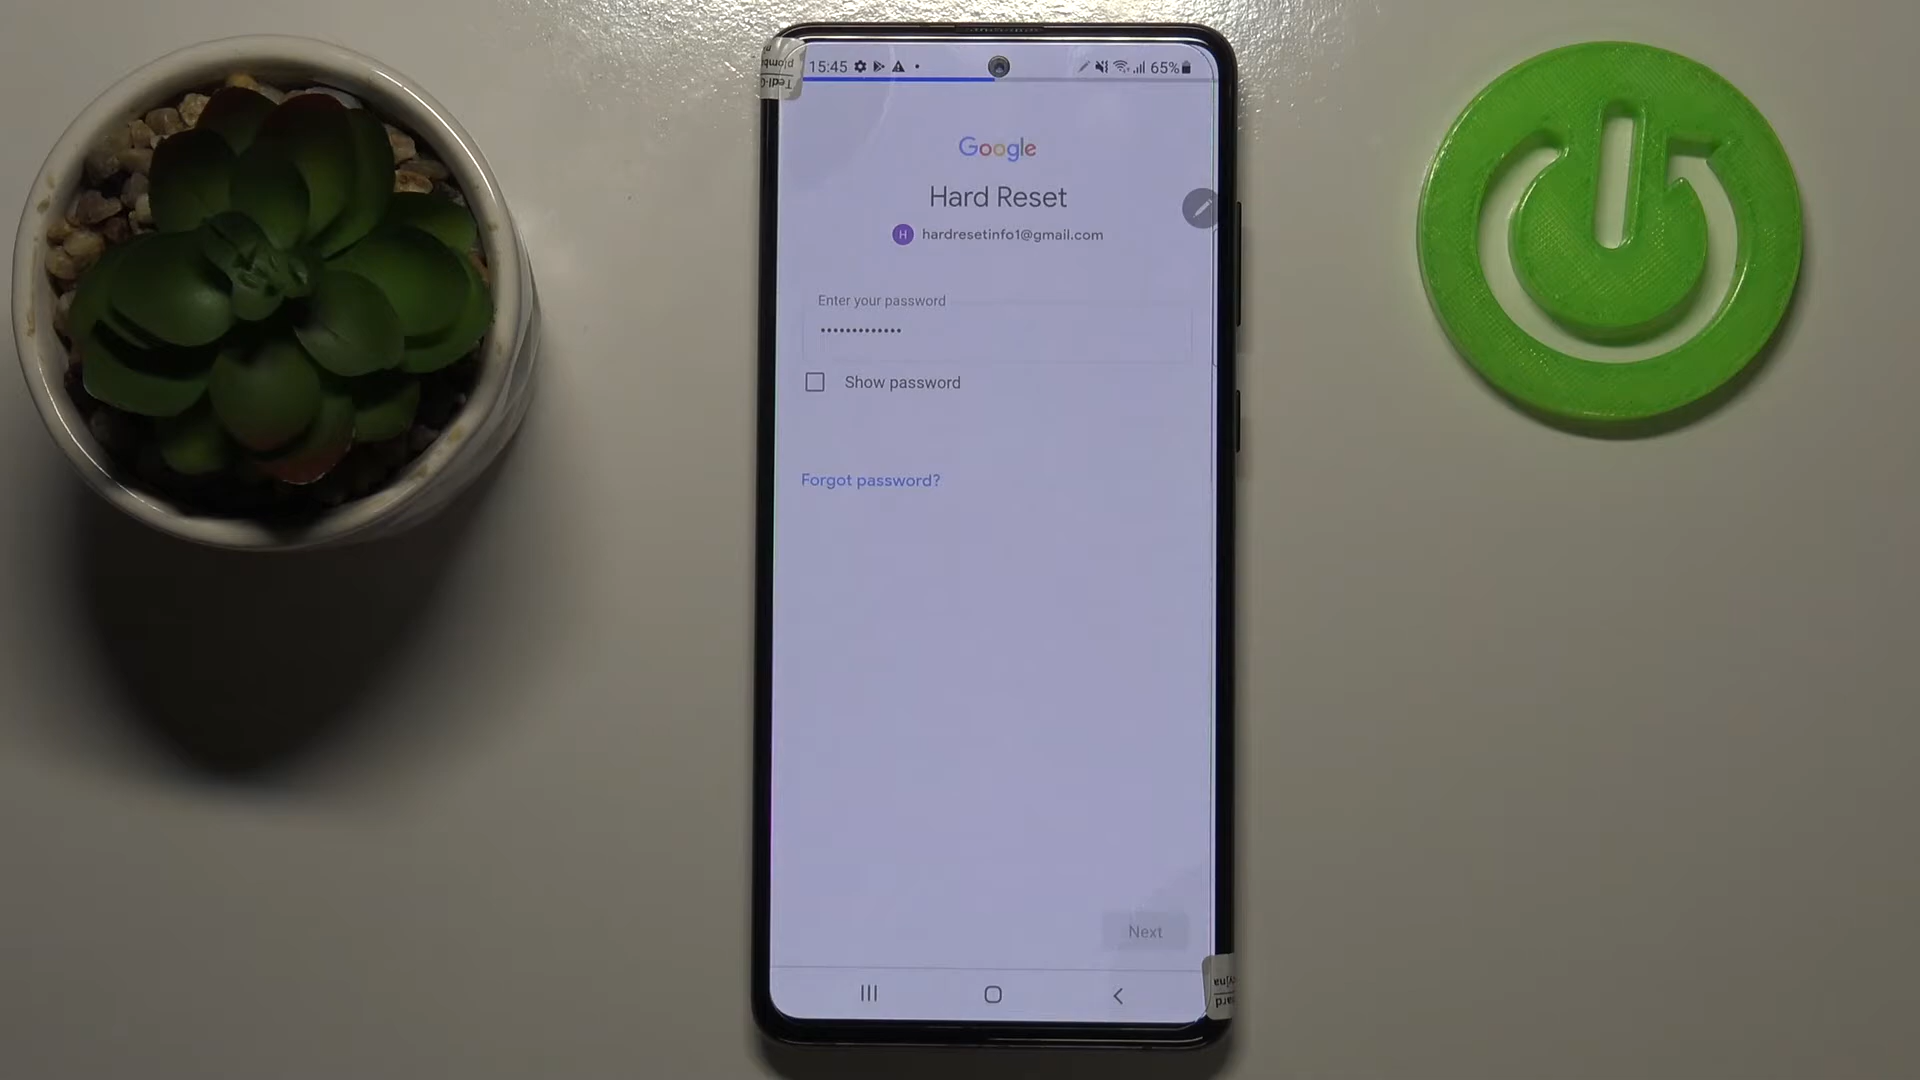 15:45
65%
Google
Hard Reset
H hardresetinfo1@gmail.com
Enter your password
•••••••••••••
Show password
Forgot password?
Next